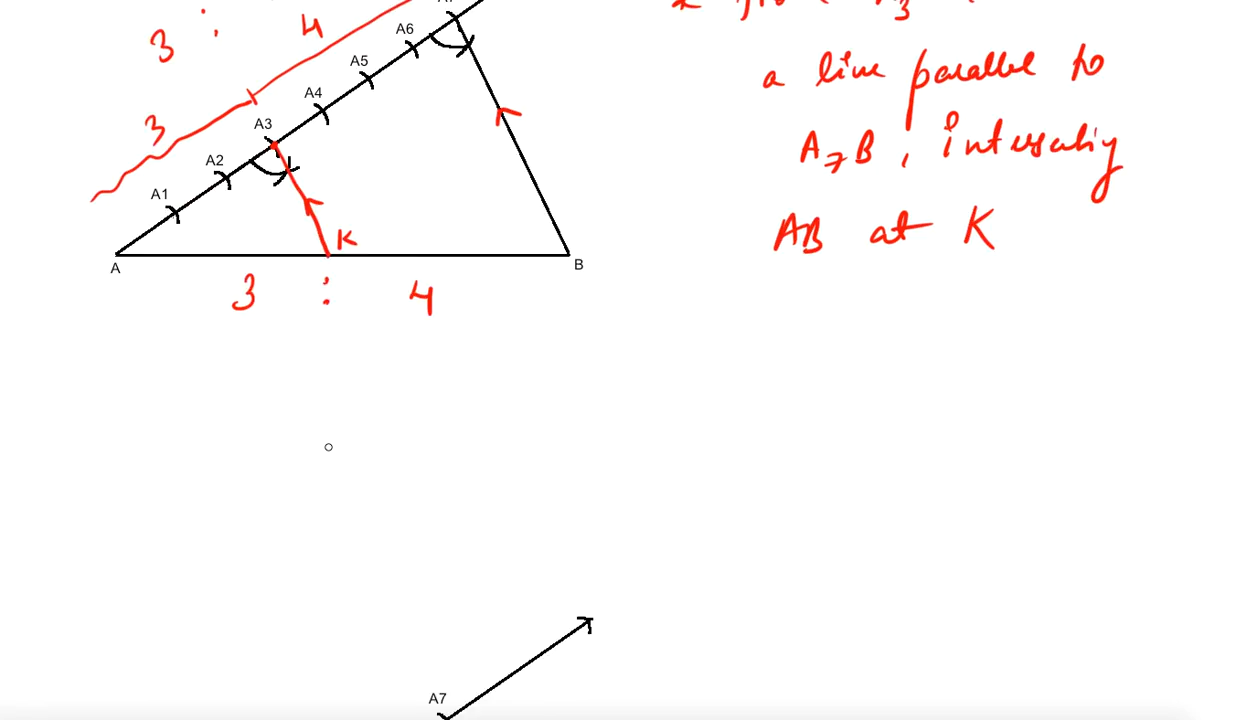 3 : 4
A6
A5
a line parallel to
A4
3
A3
A7B, intersecting
A2
A1
K
AB at K
A
B
3 : 4
A7